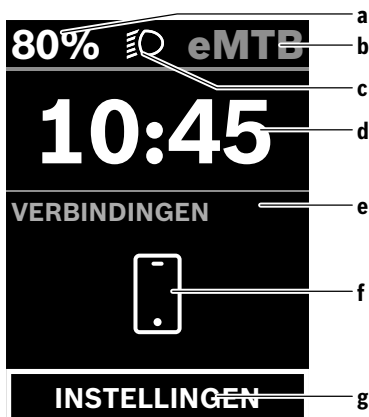 80% eMTB
10:45
VERBINDINGEN
INSTELLINGEN
a
b
c
d
e
f
g